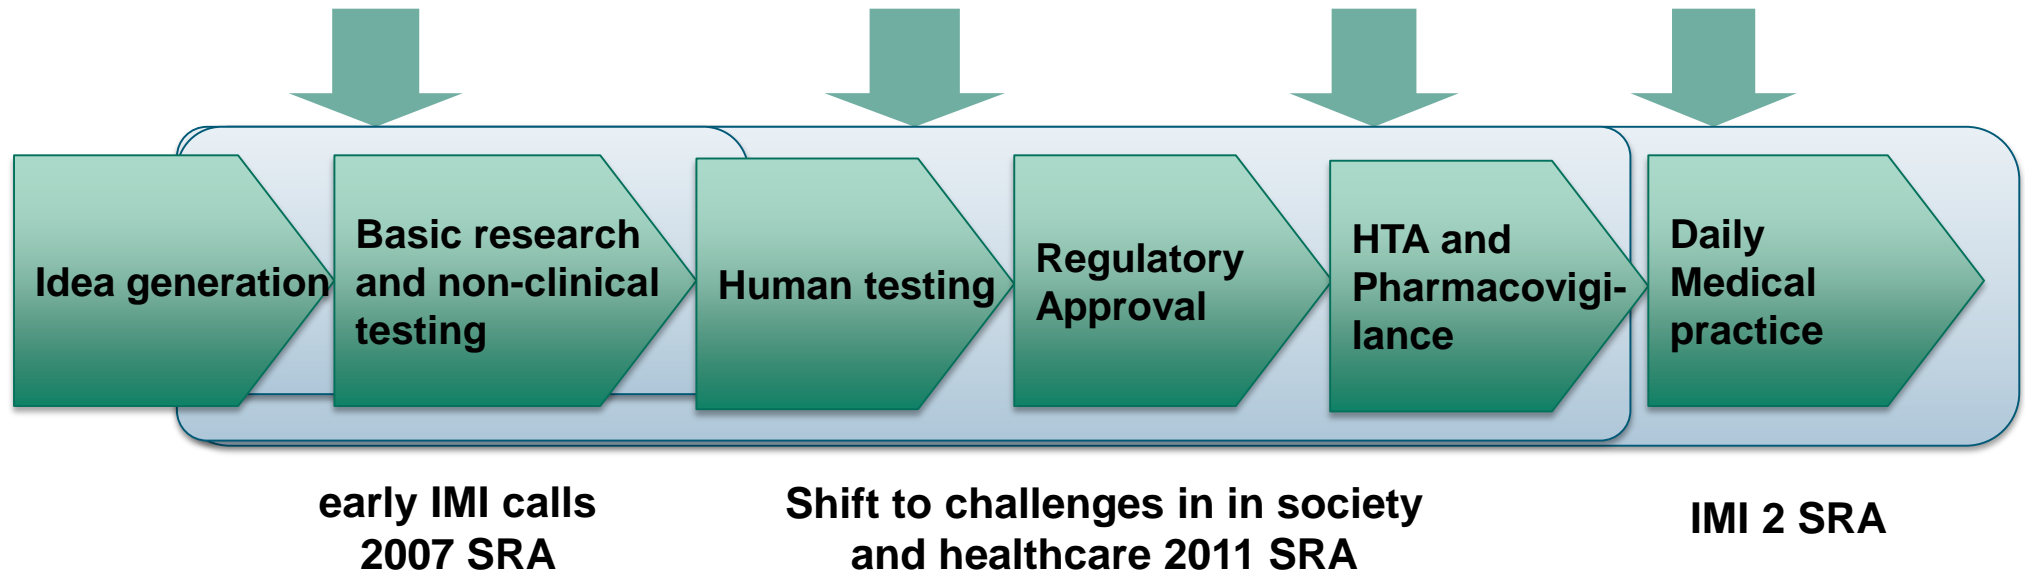 Idea generation
Basic research
and non-clinical
testing
Human testing
Regulatory
Approval
HTA and
Pharmacovigi-
lance
Daily
Medical
practice
early IMI calls
2007 SRA
Shift to challenges in in society
and healthcare 2011 SRA
IMI 2 SRA